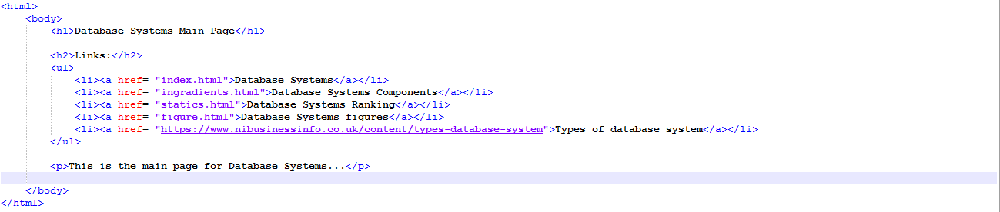 <html>
<body>
<h1>Database Systems Main Page</h1>
<h2>Links:</h2>
<ul>
<li><a href= "index.html">Database Systems</a></li>
<li><a href= "ingradients.html">Database Systems Components</a></li>
<li><a href= "statics.html">Database Systems Ranking</a></li>
<li><a href= "figure.html">Database Systems figures</a></li>
<li><a href= "https://www.nibusinessinfo.co.uk/content/types-database-system">Types of database system</a></li>
</ul>
<p>This is the main page for Database Systems...</p>
</body>
</html>